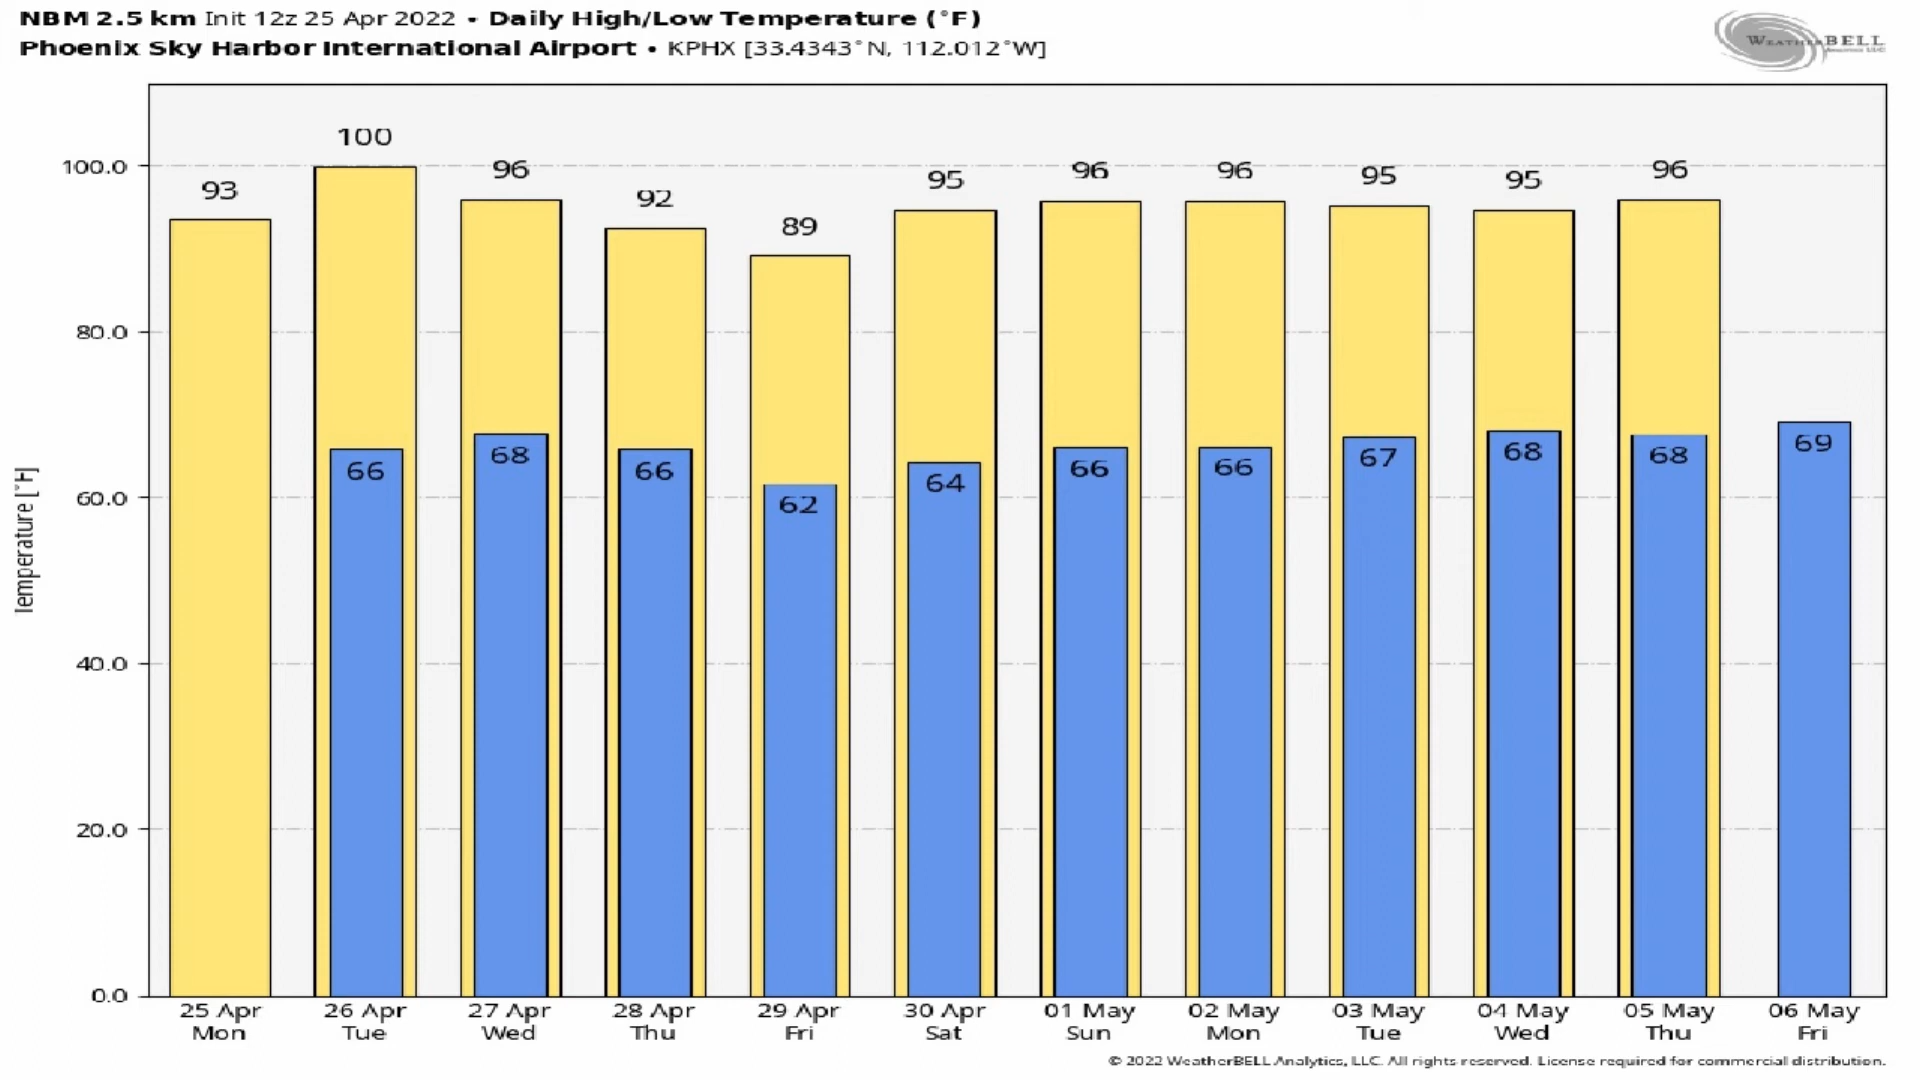 NBM 2.5 km Init 12z 25 Apr 2022 • Daily High/Low Temperature (°F)
Phoenix Sky Harbor International Airport • KPHX [33.4343°N, 112.012°W]
WEATHERBELL
100.0
80.0
60.0
40.0
20.0
0.0
Temperature [°F]
93
100
96
92
89
95
96
96
95
95
96
66
68
66
62
64
66
66
67
68
68
69
25 Apr
Mon
26 Apr
Tue
27 Apr
Wed
28 Apr
Thu
29 Apr
Fri
30 Apr
Sat
01 May
Sun
02 May
Mon
03 May
Tue
04 May
Wed
05 May
Thu
06 May
Fri
© 2022 WeatherBELL Analytics, LLC. All rights reserved. License required for commercial distribution.